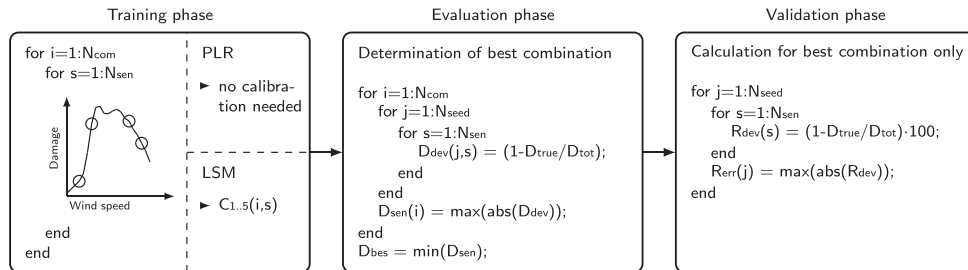 Training phase
for i=1:Ncom
for s=1:Nsen
Damage
Wind speed
end
end
PLR
► no calibra-
tion needed
LSM
► C1..5(i,s)
Evaluation phase
Determination of best combination
for i=1:Ncom
for j=1:Nseed
for s=1:Nsen
Ddev(j,s) = (1-Dtrue/Dtot);
end
end
Dsen(i) = max(abs(Ddev));
end
Dbes = min(Dsen);
Validation phase
Calculation for best combination only
for j=1:Nseed
for s=1:Nsen
Rdev(s) = (1-Dtrue/Dtot)·100;
end
Rerr(j) = max(abs(Rdev));
end